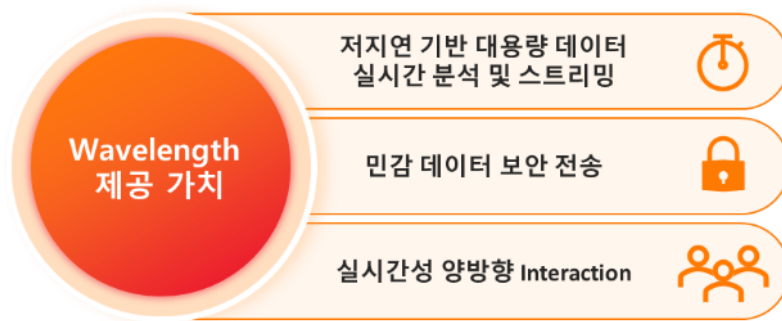 Wavelength
제공 가치
저지연 기반 대용량 데이터
실시간 분석 및 스트리밍
민감 데이터 보안 전송
실시간성 양방향 Interaction